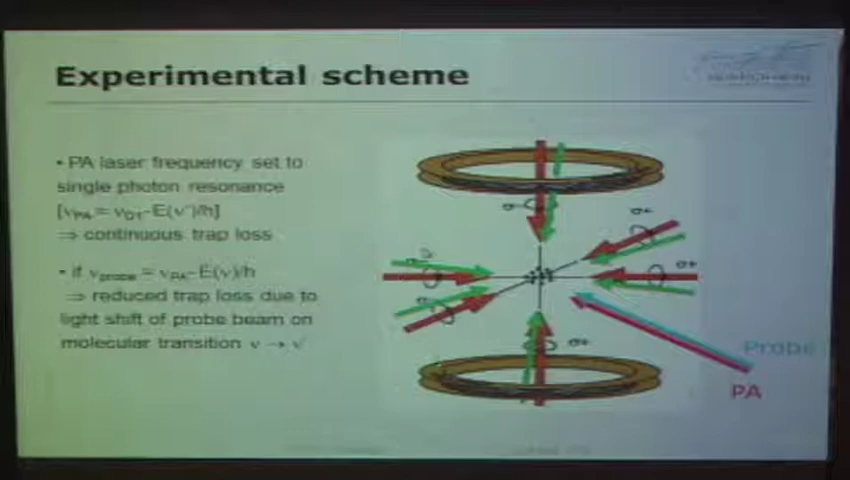 Experimental scheme
• PA laser frequency set to
single photon resonance
[νPA = νDT-E(v')/h]
⇒ continuous trap loss
• if νprobe = νPA-E(v)/h
⇒ reduced trap loss due to
light shift of probe beam on
molecular transition v → v'
σ-
σ+
σ+
σ+
Probe
PA